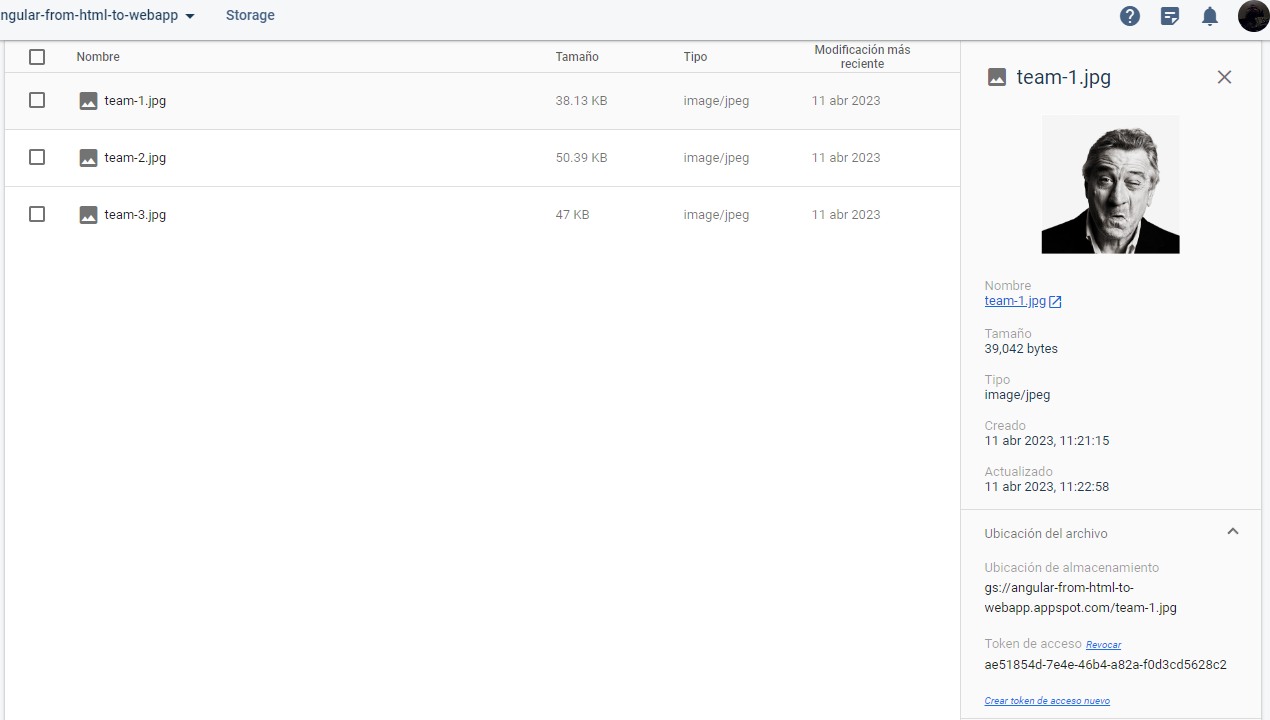 ngular-from-html-to-webapp Storage
Nombre Tamaño Tipo Modificación más
reciente
team-1.jpg 38.13 KB image/jpeg 11 abr 2023
team-2.jpg 50.39 KB image/jpeg 11 abr 2023
team-3.jpg 47 KB image/jpeg 11 abr 2023
team-1.jpg
Nombre
team-1.jpg
Tamaño
39,042 bytes
Tipo
image/jpeg
Creado
11 abr 2023, 11:21:15
Actualizado
11 abr 2023, 11:22:58
Ubicación del archivo
Ubicación de almacenamiento
gs://angular-from-html-to-
webapp.appspot.com/team-1.jpg
Token de acceso Revocar
ae51854d-7e4e-46b4-a82a-f0d3cd5628c2
Crear token de acceso nuevo